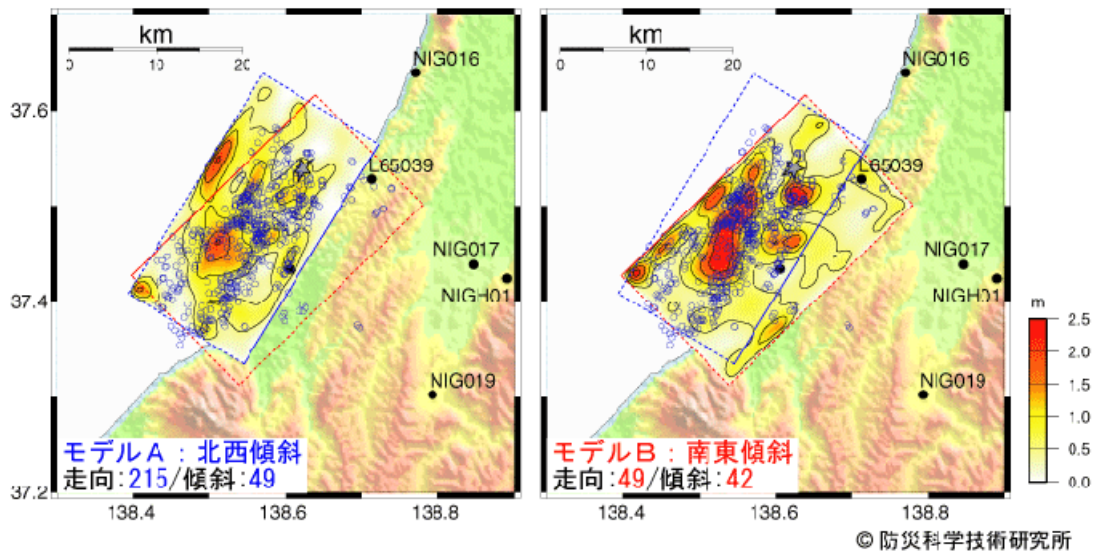 km
0 10 20
NIG016
37.6
L65039
NIG017
37.4
NIGH01
NIG019
モデルA：北西傾斜
走向:215/傾斜:49
37.2
138.4 138.6 138.8
km
0 10 20
NIG016
L65039
NIG017
NIGH01
NIG019
モデルB：南東傾斜
走向:49/傾斜:42
138.4 138.6 138.8
m
2.5
2.0
1.5
1.0
0.5
0.0
© 防災科学技術研究所